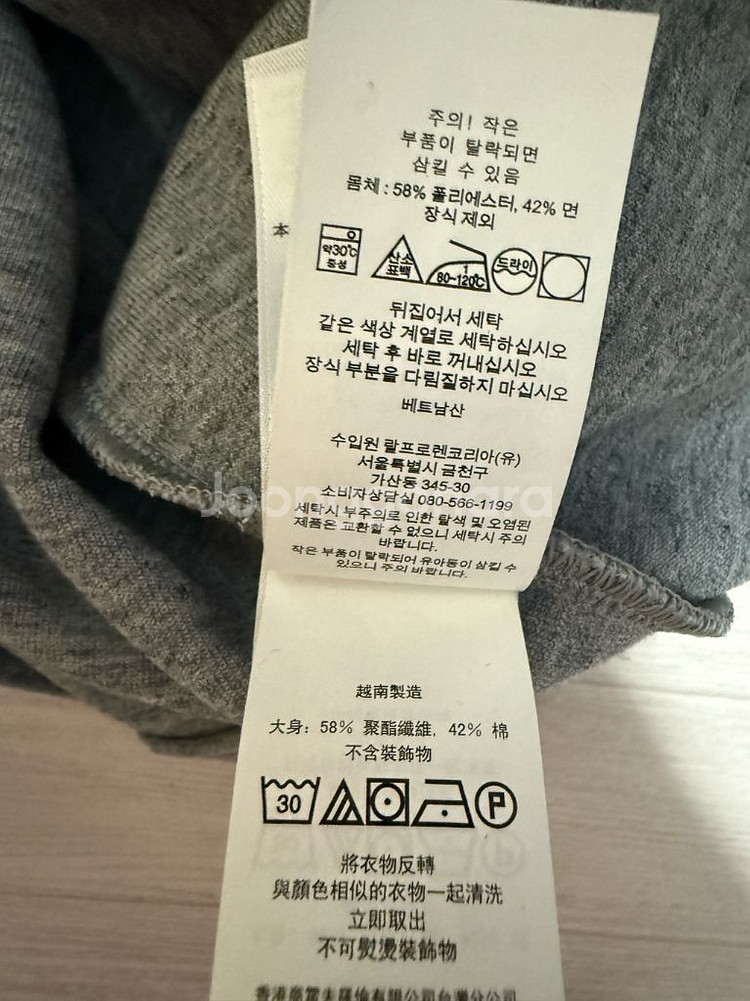 주의! 작은
부품이 탈락되면
삼킬 수 있음
몸체 : 58% 폴리에스터, 42% 면
장식 제외
약30℃
중성
산소
표백
1
80~120℃
드라이
뒤집어서 세탁
같은 색상 계열로 세탁하십시오
세탁 후 바로 꺼내십시오
장식 부분을 다림질하지 마십시오
베트남산
수입원 랄프로렌코리아(유)
서울특별시 금천구
가산동 345-30
소비자상담실 080-566-1199
세탁시 부주의로 인한 탈색 및 오염된
제품은 교환할 수 없으니 세탁시 주의
바랍니다.
작은 부품이 탈락되어 유아동이 삼킬 수
있으니 주의 바랍니다.
本
越南製造
大身: 58% 聚酯纖維, 42% 棉
不含裝飾物
30
P
將衣物反轉
與顏色相似的衣物一起清洗
立即取出
不可熨燙裝飾物